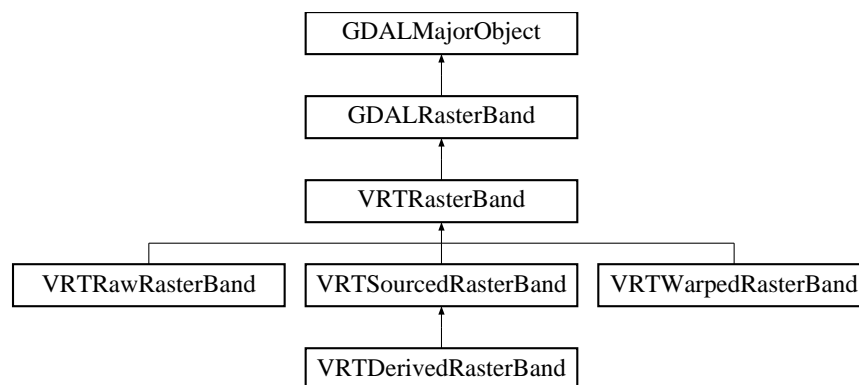 GDALMajorObject
GDALRasterBand
VRTRasterBand
VRTRawRasterBand
VRTSourcedRasterBand
VRTWarpedRasterBand
VRTDerivedRasterBand